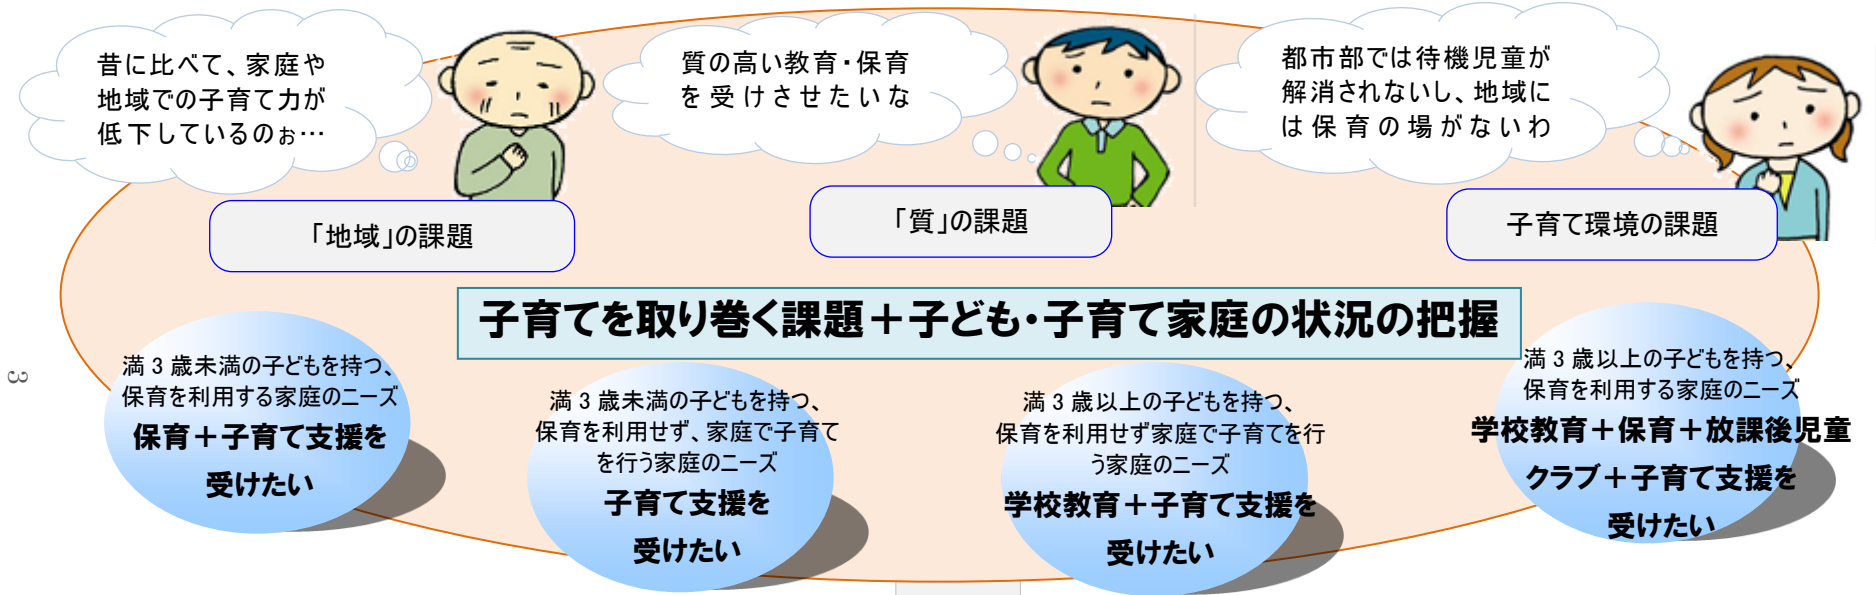 昔に比べて、家庭や
地域での子育て力が
低下しているのぉ…
質の高い教育・保育
を受けさせたいな
都市部では待機児童が
解消されないし、地域に
は保育の場がないわ
「地域」の課題
「質」の課題
子育て環境の課題
子育てを取り巻く課題＋子ども・子育て家庭の状況の把握
満3歳未満の子どもを持つ、
保育を利用する家庭のニーズ
保育＋子育て支援を
受けたい
満3歳未満の子どもを持つ、
保育を利用せず、家庭で子育て
を行う家庭のニーズ
子育て支援を
受けたい
満3歳以上の子どもを持つ、
保育を利用せず家庭で子育てを行
う家庭のニーズ
学校教育＋子育て支援を
受けたい
満3歳以上の子どもを持つ、
保育を利用する家庭のニーズ
学校教育＋保育＋放課後児童
クラブ＋子育て支援を
受けたい
3